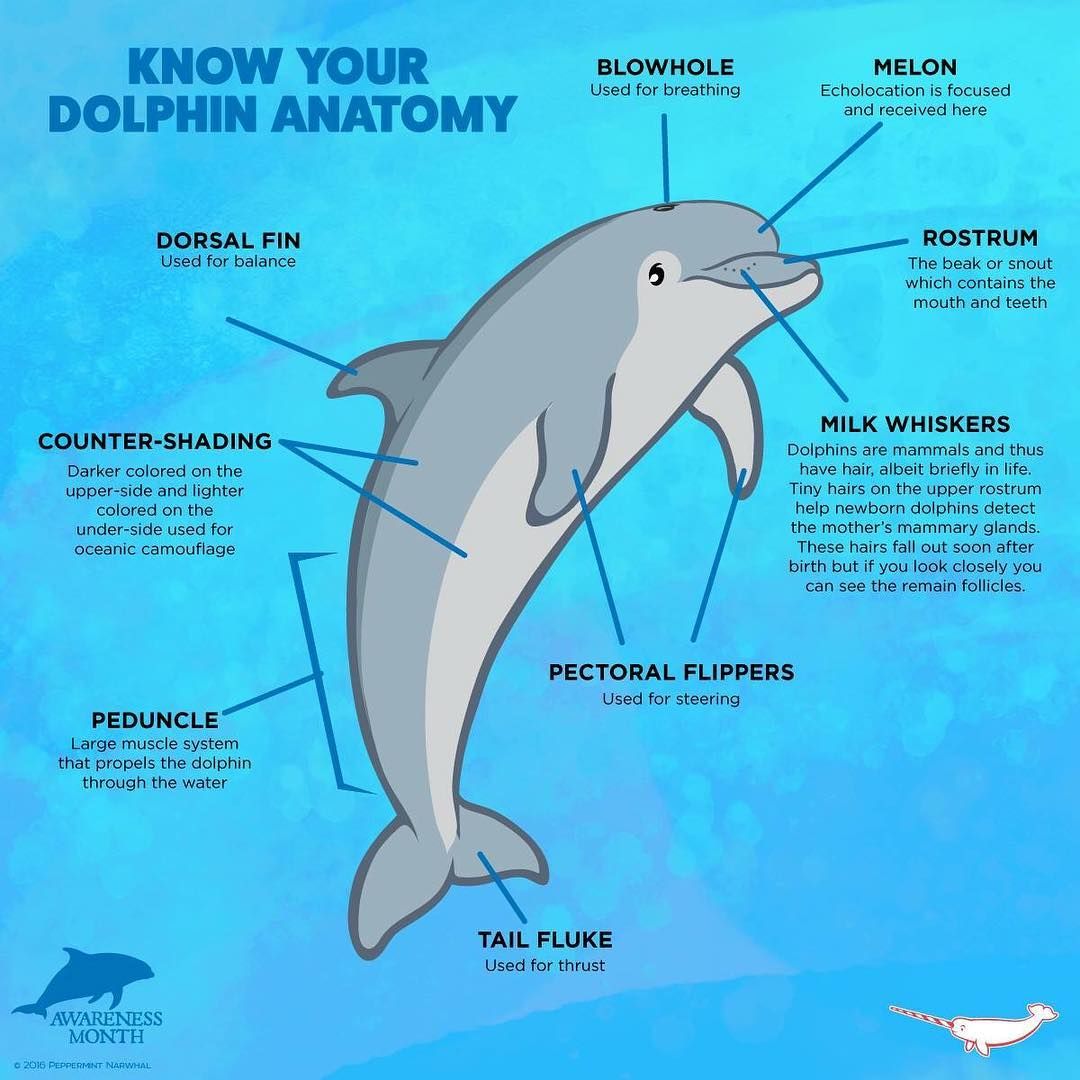 KNOW YOUR
DOLPHIN ANATOMY
BLOWHOLE
Used for breathing
MELON
Echolocation is focused
and received here
DORSAL FIN
Used for balance
ROSTRUM
The beak or snout
which contains the
mouth and teeth
COUNTER-SHADING
Darker colored on the
upper-side and lighter
colored on the
under-side used for
oceanic camouflage
MILK WHISKERS
Dolphins are mammals and thus
have hair, albeit briefly in life.
Tiny hairs on the upper rostrum
help newborn dolphins detect
the mother's mammary glands.
These hairs fall out soon after
birth but if you look closely you
can see the remain follicles.
PECTORAL FLIPPERS
Used for steering
PEDUNCLE
Large muscle system
that propels the dolphin
through the water
TAIL FLUKE
Used for thrust
AWARENESS
MONTH
© 2016 PEPPERMINT NARWHAL